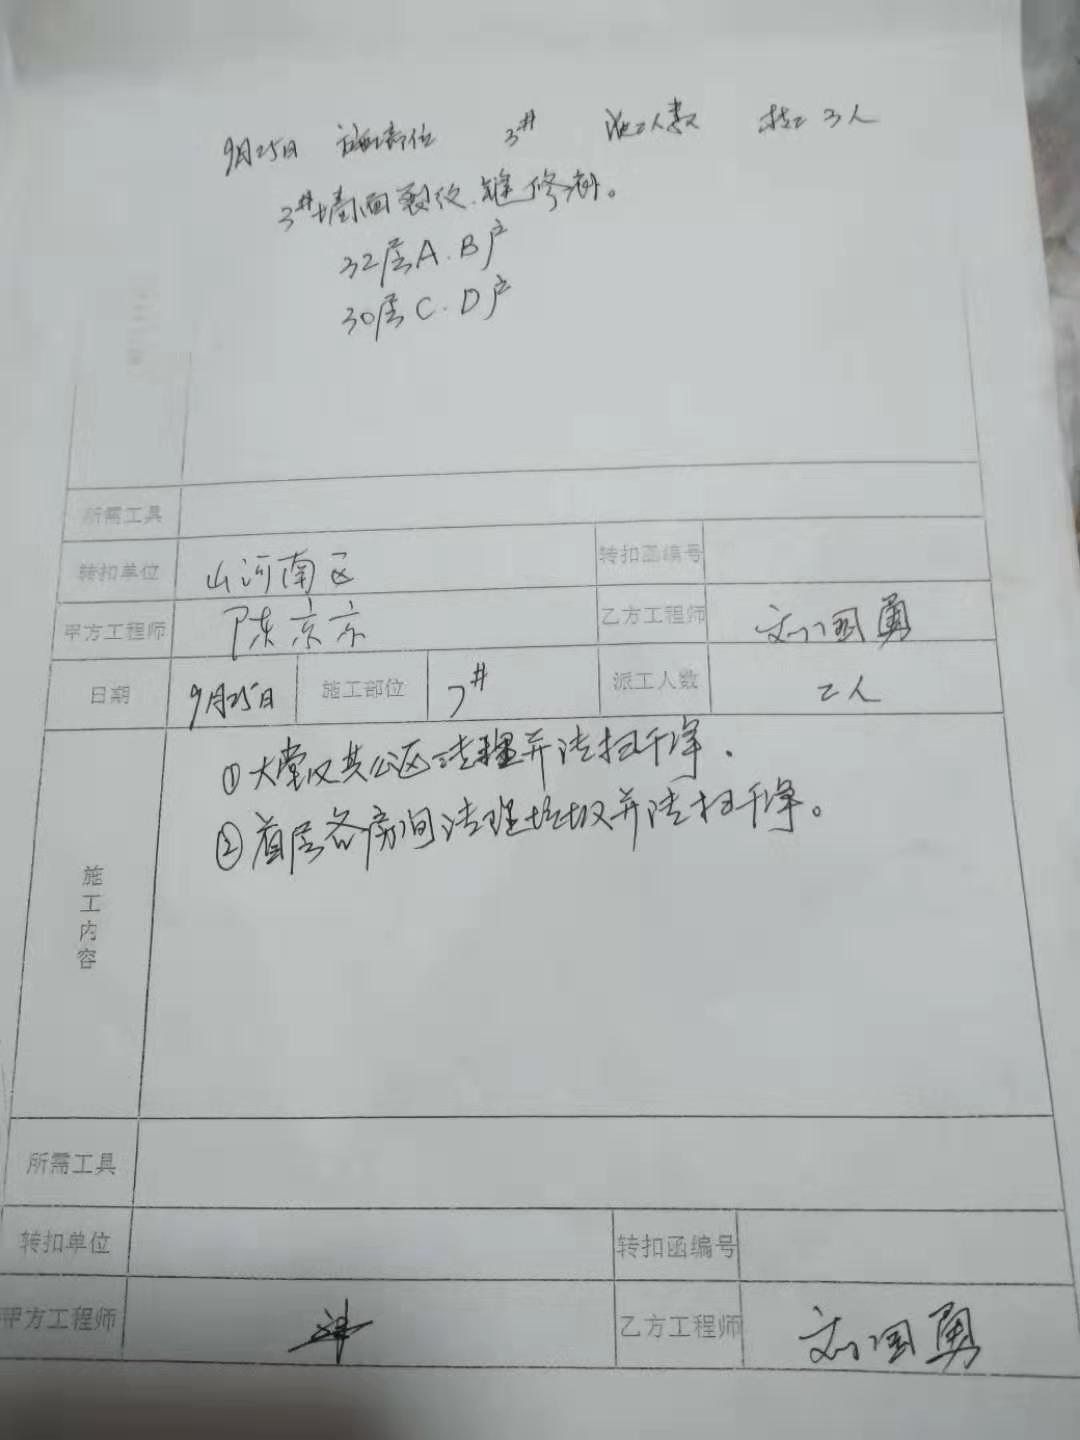 9月25日 施工部位 3# 派工人数 技工3人
3#墙面裂纹.缝修补。
32层A.B户
30层C.D户
所需工具
转扣单位 山河南区 转扣函编号
甲方工程师 陈京京 乙方工程师 刘国勇
日期 9月25日 施工部位 7# 派工人数 2人
施工内容
①大堂及其公区清理并清扫干净.
②首层各房间清理垃圾并清扫干净。
所需工具
转扣单位 转扣函编号
甲方工程师 乙方工程师 刘国勇